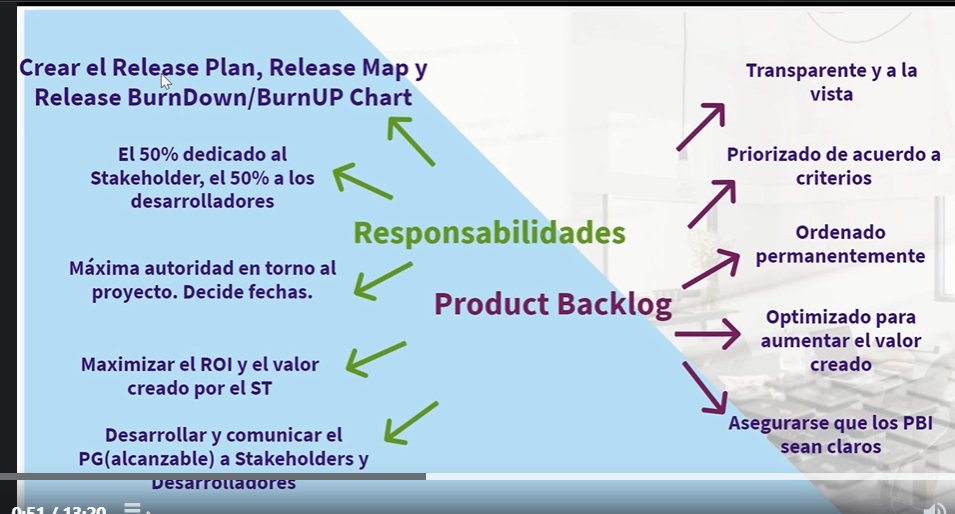 Crear el Release Plan, Release Map y
Release BurnDown/BurnUP Chart
El 50% dedicado al
Stakeholder, el 50% a los
desarrolladores
Responsabilidades
Máxima autoridad en torno al
proyecto. Decide fechas.
Maximizar el ROI y el valor
creado por el ST
Desarrollar y comunicar el
PG(alcanzable) a Stakeholders y
Desarrolladores
Product Backlog
Transparente y a la
vista
Priorizado de acuerdo a
criterios
Ordenado
permanentemente
Optimizado para
aumentar el valor
creado
Asegurarse que los PBI
sean claros
0:51 / 13:20